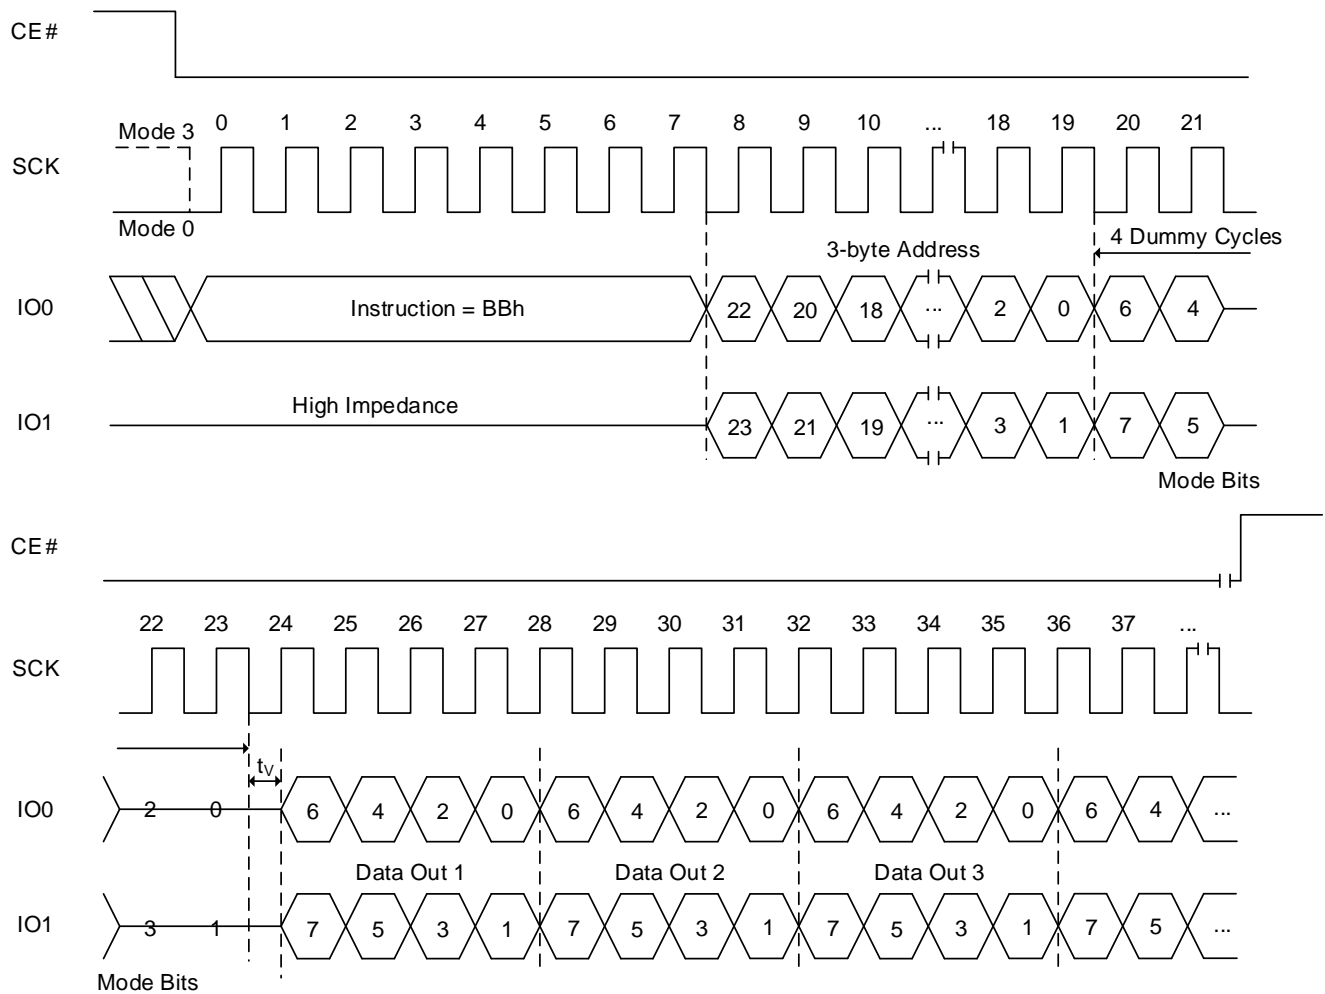 CE#
Mode 3 0 1 2 3 4 5 6 7 8 9 10 ... 18 19 20 21
SCK
Mode 0
3-byte Address 4 Dummy Cycles
IO0 Instruction = BBh 22 20 18 ... 2 0 6 4
High Impedance
IO1 23 21 19 ... 3 1 7 5
Mode Bits
CE#
22 23 24 25 26 27 28 29 30 31 32 33 34 35 36 37 ...
SCK
tV
IO0 2 0 6 4 2 0 6 4 2 0 6 4 2 0 6 4 ...
Data Out 1 Data Out 2 Data Out 3
IO1 3 1 7 5 3 1 7 5 3 1 7 5 3 1 7 5 ...
Mode Bits